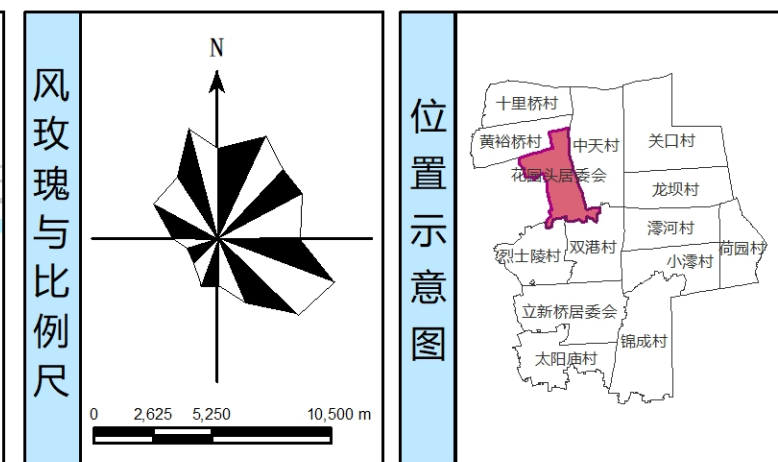 风玫瑰与比例尺
N
0 2,625 5,250 10,500 m
位置示意图
十里桥村
黄裕桥村
中天村
关口村
花园头居委会
龙坝村
澪河村
荷园村
烈士陵村
双港村
小澪村
立新桥居委会
锦成村
太阳庙村